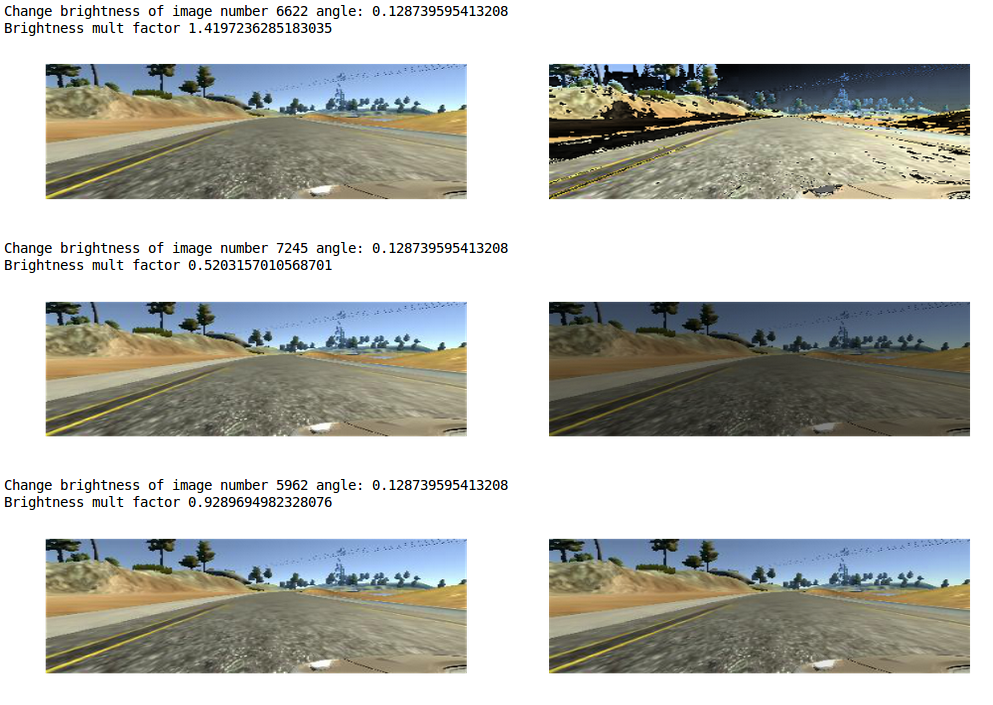 Change brightness of image number 6622 angle: 0.128739595413208
Brightness mult factor 1.4197236285183035
Change brightness of image number 7245 angle: 0.128739595413208
Brightness mult factor 0.5203157010568701
Change brightness of image number 5962 angle: 0.128739595413208
Brightness mult factor 0.9289694982328076